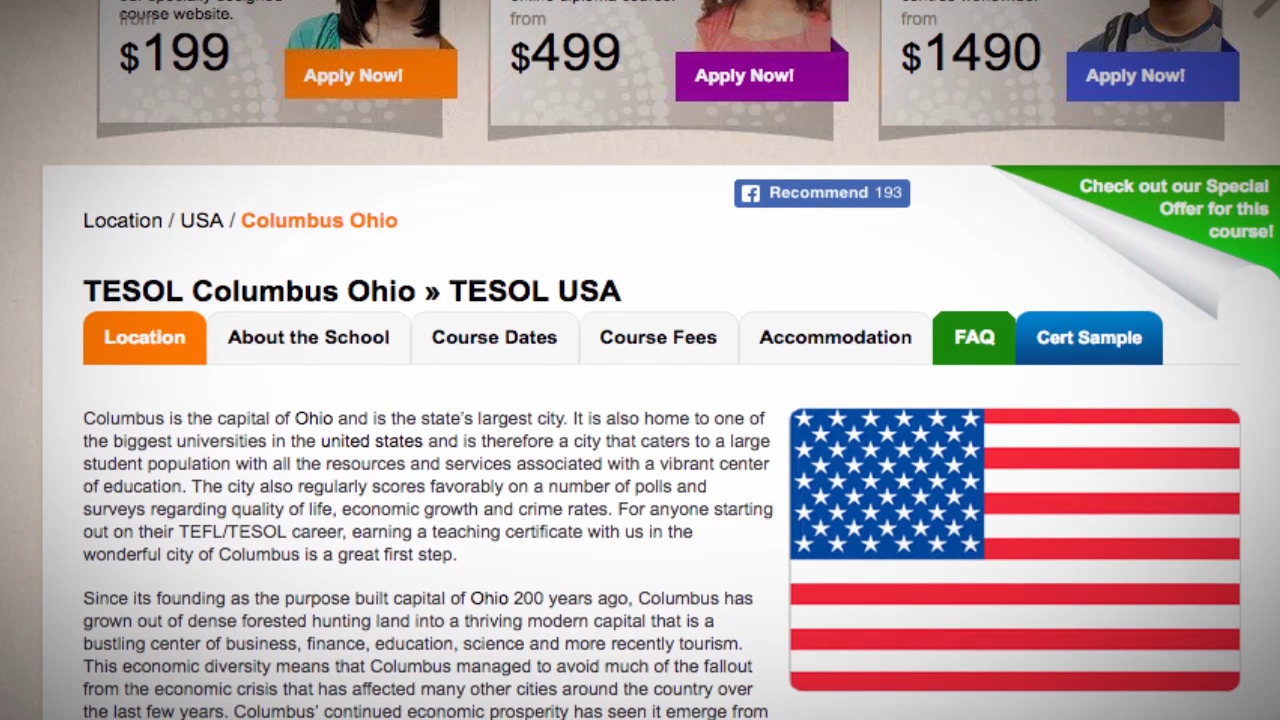 course website.
from
from
from
$199
$499
$1490
Apply Now!
Apply Now!
Apply Now!
Recommend 193
Check out our Special
Offer for this
course!
Location / USA / Columbus Ohio
TESOL Columbus Ohio » TESOL USA
Location
About the School
Course Dates
Course Fees
Accommodation
FAQ
Cert Sample
Columbus is the capital of Ohio and is the state's largest city. It is also home to one of
the biggest universities in the united states and is therefore a city that caters to a large
student population with all the resources and services associated with a vibrant center
of education. The city also regularly scores favorably on a number of polls and
surveys regarding quality of life, economic growth and crime rates. For anyone starting
out on their TEFL/TESOL career, earning a teaching certificate with us in the
wonderful city of Columbus is a great first step.
Since its founding as the purpose built capital of Ohio 200 years ago, Columbus has
grown out of dense forested hunting land into a thriving modern capital that is a
bustling center of business, finance, education, science and more recently tourism.
This economic diversity means that Columbus managed to avoid much of the fallout
from the economic crisis that has affected many other cities around the country over
the last few years. Columbus' continued economic prosperity has seen it emerge from